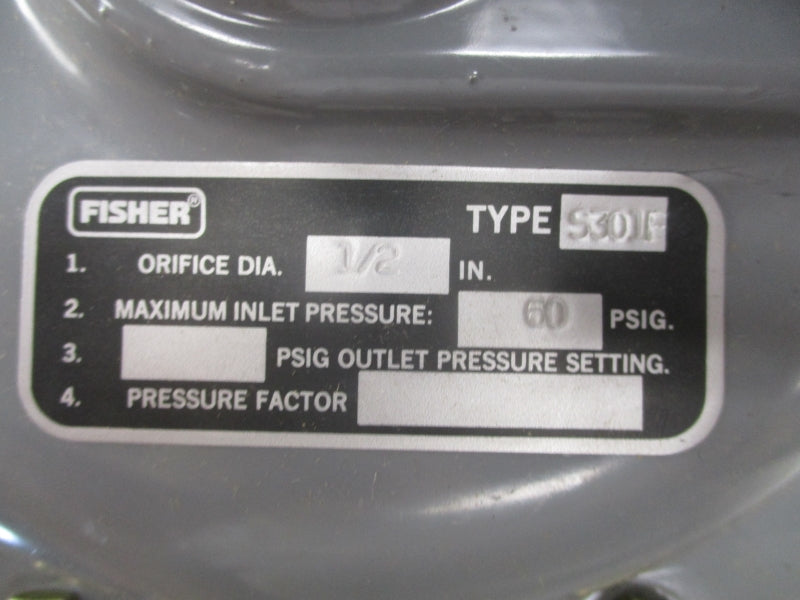 FISHER®
TYPE S301F
1. ORIFICE DIA. 1/2 IN.
2. MAXIMUM INLET PRESSURE: 60 PSIG.
3. PSIG OUTLET PRESSURE SETTING.
4. PRESSURE FACTOR